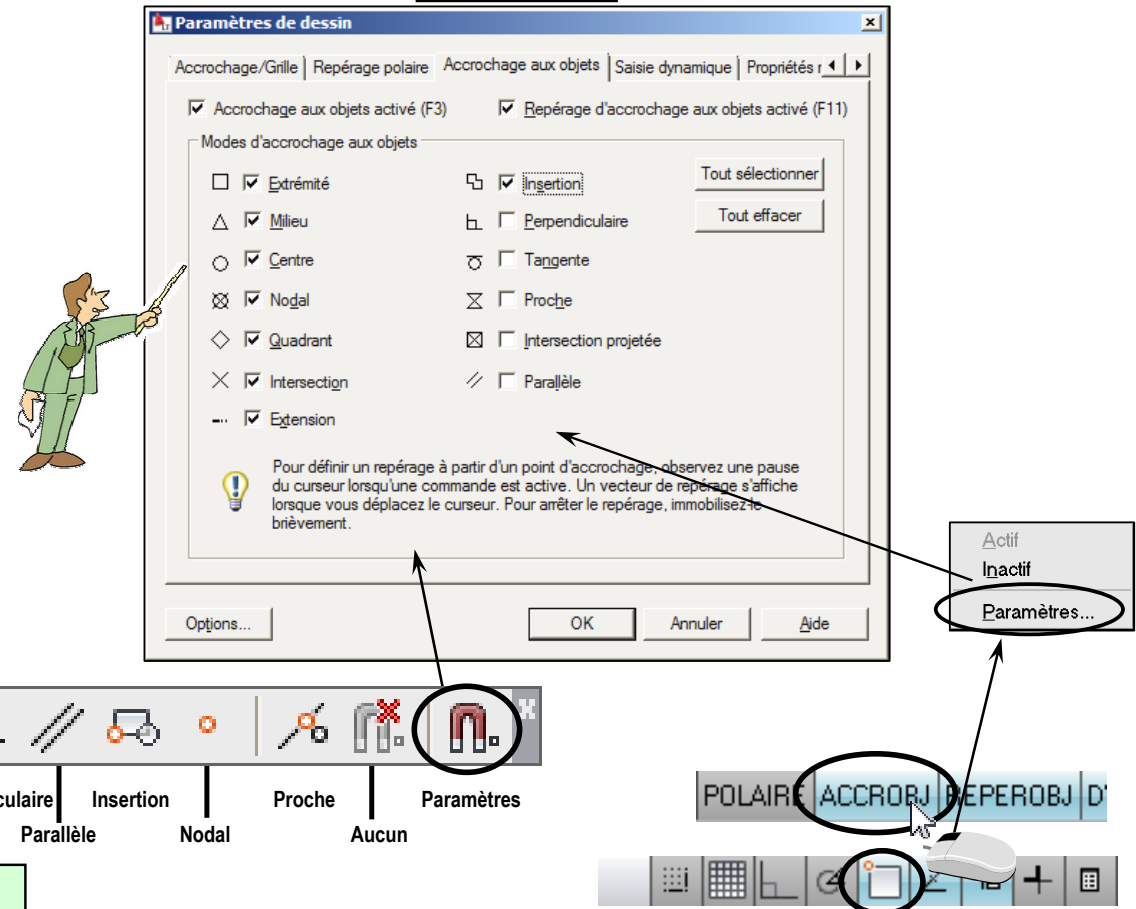 Paramètres de dessin
Accrochage/Grille Repérage polaire Accrochage aux objets Saisie dynamique Propriétés r
Accrochage aux objets activé (F3) Repérage d'accrochage aux objets activé (F11)
Modes d'accrochage aux objets
Extrémité Insertion Tout sélectionner
Milieu Perpendiculaire Tout effacer
Centre Tangente
Nodal Proche
Quadrant Intersection projetée
Intersection Parallèle
Extension
Pour définir un repérage à partir d'un point d'accrochage, observez une pause
du curseur lorsqu'une commande est active. Un vecteur de repérage s'affiche
lorsque vous déplacez le curseur. Pour arrêter le repérage, immobilisez-le
brièvement.
Options... OK Annuler Aide
Actif
Inactif
Paramètres...
culaire Insertion Proche Paramètres
Parallèle Nodal Aucun
POLAIRE ACCROBJ REPEROBJ D'